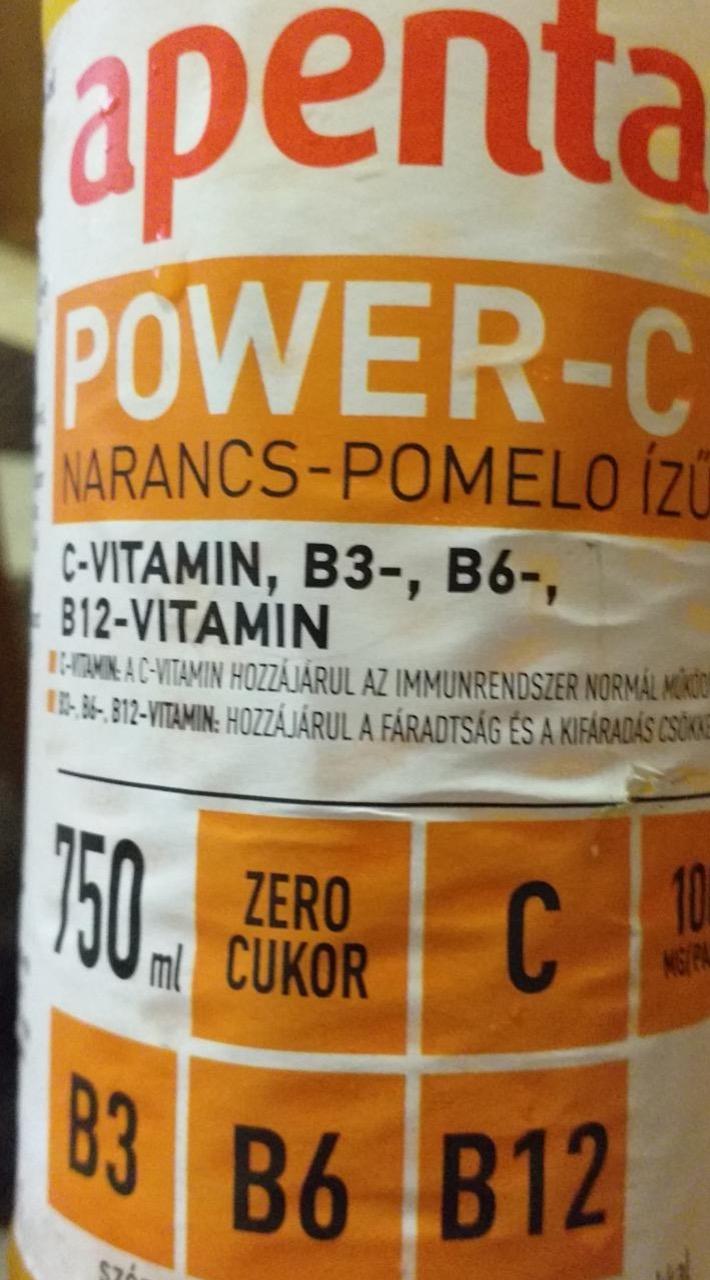 apenta
POWER-C
NARANCS-POMELO ÍZŰ
C-VITAMIN, B3-, B6-,
B12-VITAMIN
C-VITAMIN: A C-VITAMIN HOZZÁJÁRUL AZ IMMUNRENDSZER NORMÁL
B3-, B6-, B12-VITAMIN: HOZZÁJÁRUL A FÁRADTSÁG ÉS A KIFÁRADÁS
750 ml
ZERO
CUKOR
C
B3
B6
B12